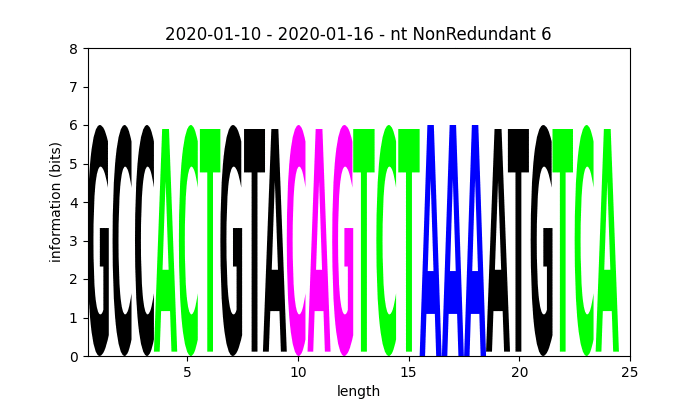 2020-01-10 - 2020-01-16 - nt NonRedundant 6
8
7
6
5
4
3
2
1
0
information (bits)
GCCACTGTACAGTCTAAAATGTCA
5 10 15 20 25
length